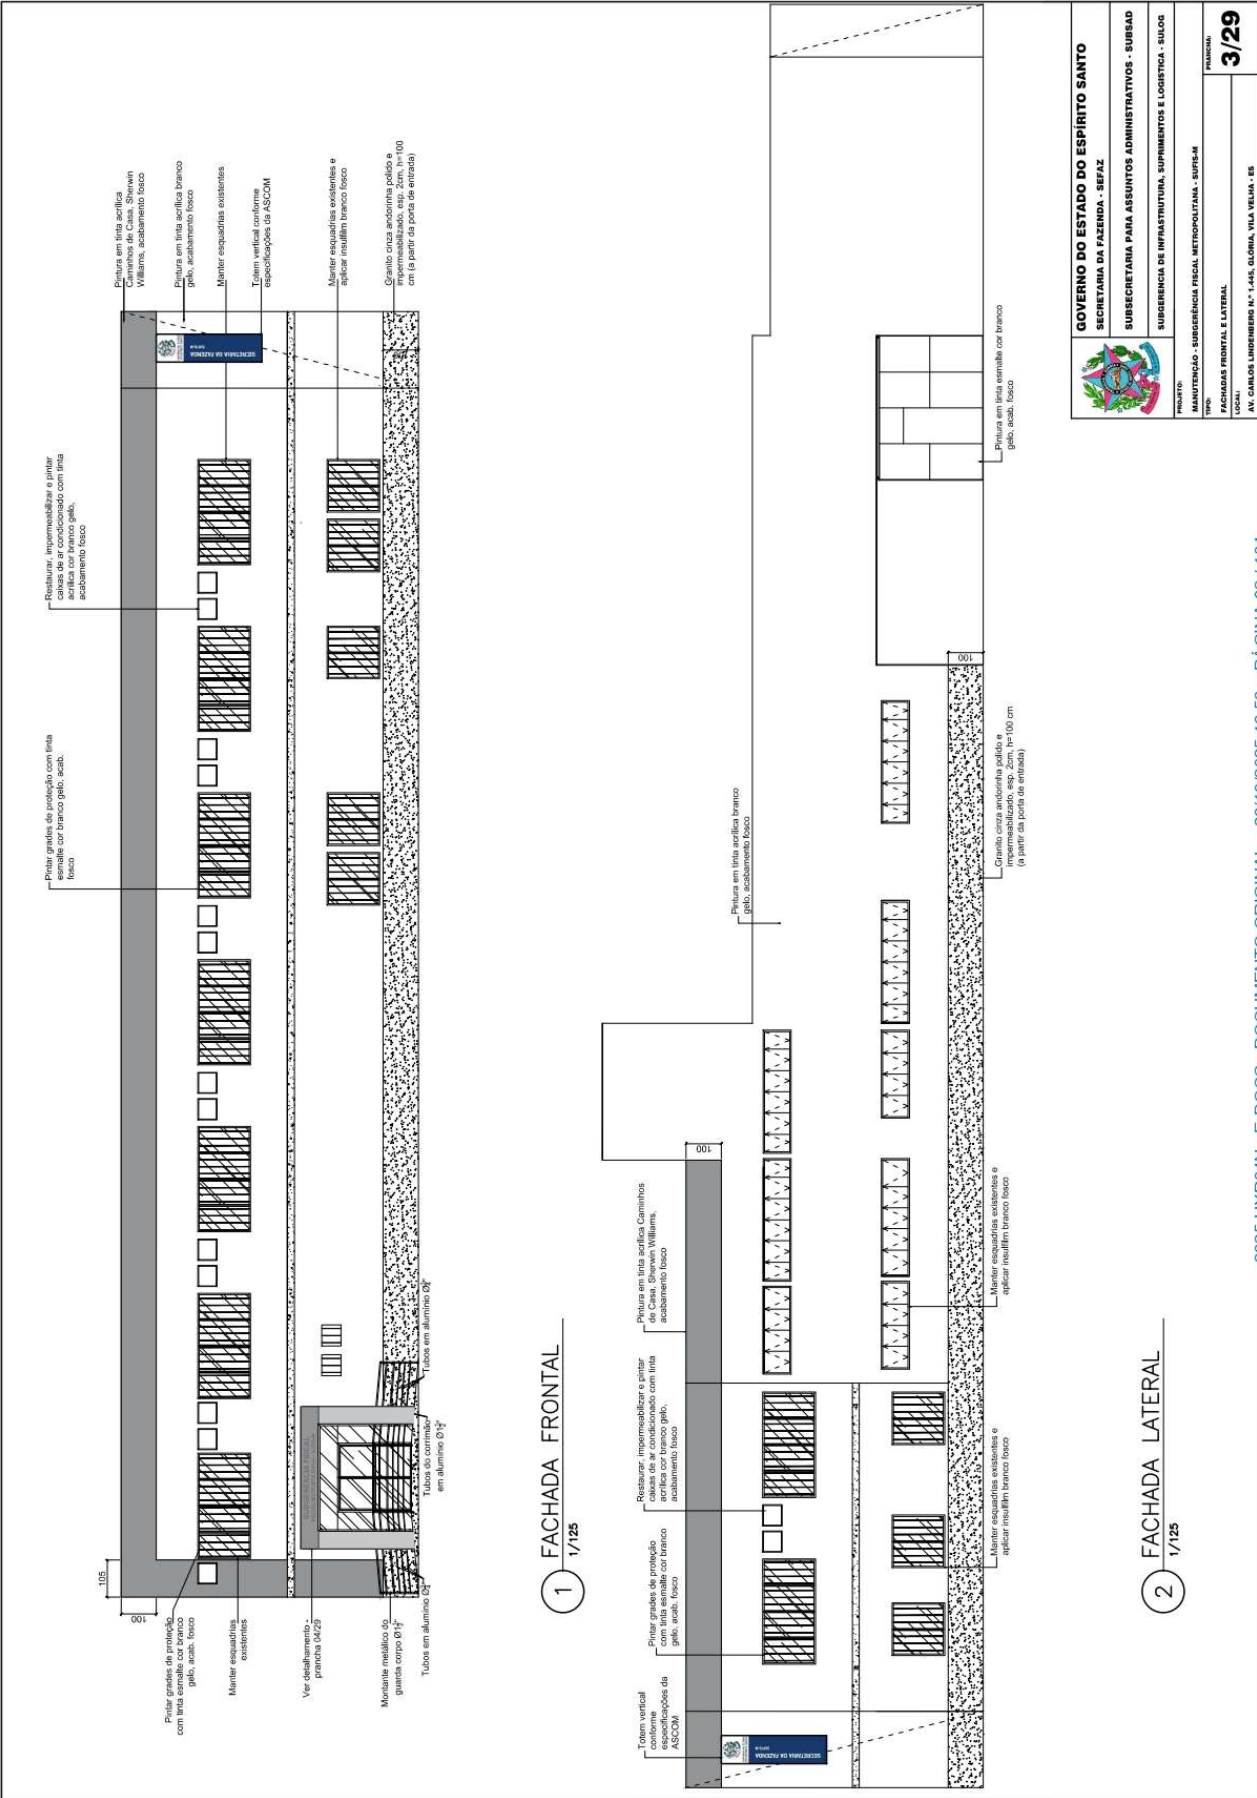 Pintar grades de proteção
com tinta esmalte cor branco
gelo, acab. fosco
Manter esquadrias
existentes
Ver detalhamento -
prancha 04/29
Montante metálico do
guarda corpo Ø1½"
Tubos em alumínio
100
105
Tubos do corrimão
em alumínio Ø1½"
Tubos em alumínio
Pintar grades de proteção com tinta
esmalte cor branco gelo, acab.
fosco
Restaurar, impermeabilizar e pintar
caixas de ar condicionado com tinta
acrílica cor branco gelo,
acabamento fosco
Pintura em tinta acrílica
Caminhos de Casa, Sherwin
Williams, acabamento fosco
Pintura em tinta acrílica branco
gelo, acabamento fosco
Manter esquadrias existentes
Totem vertical conforme
especificações da ASCOM
Manter esquadrias existentes e
aplicar insulfilm branco fosco
Granito cinza andorinha polido e
impermeabilizado, esp. 2cm, h=100
cm (a partir da porta de entrada)
SECRETARIA DA FAZENDA
1
FACHADA FRONTAL
1/125
Totem vertical
conforme
especificações da
ASCOM
Pintar grades de proteção
com tinta esmalte cor branco
gelo, acab. fosco
Restaurar, impermeabilizar e pintar
caixas de ar condicionado com tinta
acrílica cor branco gelo,
acabamento fosco
Pintura em tinta acrílica Caminhos
de Casa, Sherwin Williams,
acabamento fosco
100
Pintura em tinta acrílica branco
gelo, acabamento fosco
SECRETARIA DA FAZENDA
100
Manter esquadrias existentes e
aplicar insulfilm branco fosco
Manter esquadrias existentes e
aplicar insulfilm branco fosco
Granito cinza andorinha polido e
impermeabilizado, esp. 2cm, h=100 cm
(a partir da porta de entrada)
Pintura em tinta esmalte cor branco
gelo, acab. fosco
2
FACHADA LATERAL
1/125
GOVERNO DO ESTADO DO ESPÍRITO SANTO
SECRETARIA DA FAZENDA - SEFAZ
SUBSECRETARIA PARA ASSUNTOS ADMINISTRATIVOS - SUBSAD
SUBGERENCIA DE INFRASTRUTURA, SUPRIMENTOS E LOGISTICA - SULOG
PROJETO:
MANUTENÇÃO - SUBGERÊNCIA FISCAL METROPOLITANA - SUFIS-M
TIPO:
FACHADAS FRONTAL E LATERAL
LOCAL:
AV. CARLOS LINDENBERG N.º 1.445, GLÓRIA, VILA VELHA - ES
PRANCHA:
3/29